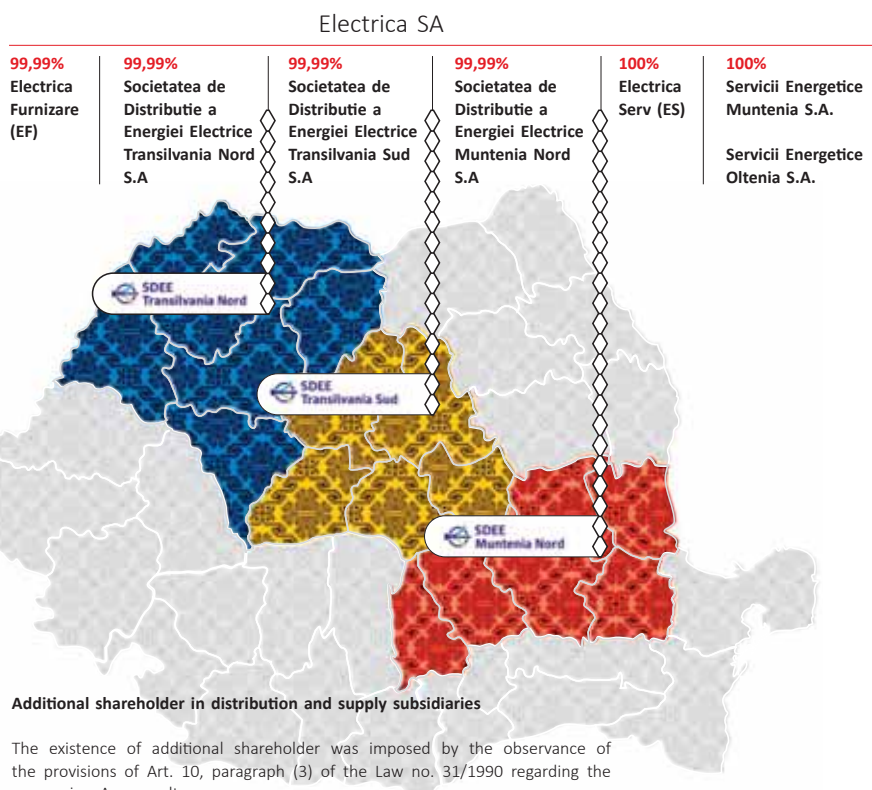 Electrica SA
99,99%
Electrica
Furnizare
(EF)
99,99%
Societatea de
Distributie a
Energiei Electrice
Transilvania Nord
S.A
99,99%
Societatea de
Distributie a
Energiei Electrice
Transilvania Sud
S.A
99,99%
Societatea de
Distributie a
Energiei Electrice
Muntenia Nord
S.A
100%
Electrica
Serv (ES)
100%
Servicii Energetice
Muntenia S.A.
Servicii Energetice
Oltenia S.A.
SDEE
Transilvania Nord
SDEE
Transilvania Sud
SDEE
Muntenia Nord
Additional shareholder in distribution and supply subsidiaries
The existence of additional shareholder was imposed by the observance of
the provisions of Art. 10, paragraph (3) of the Law no. 31/1990 regarding the